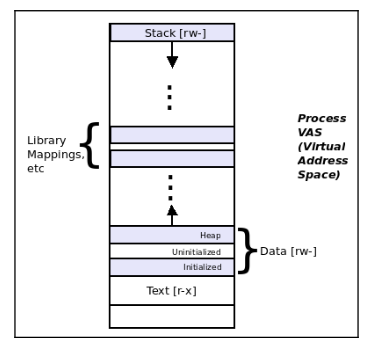 Stack [rw-]
Library
Mappings,
etc
Process
VAS
(Virtual
Address
Space)
Heap
Uninitialized
Initialized
Data [rw-]
Text [r-x]